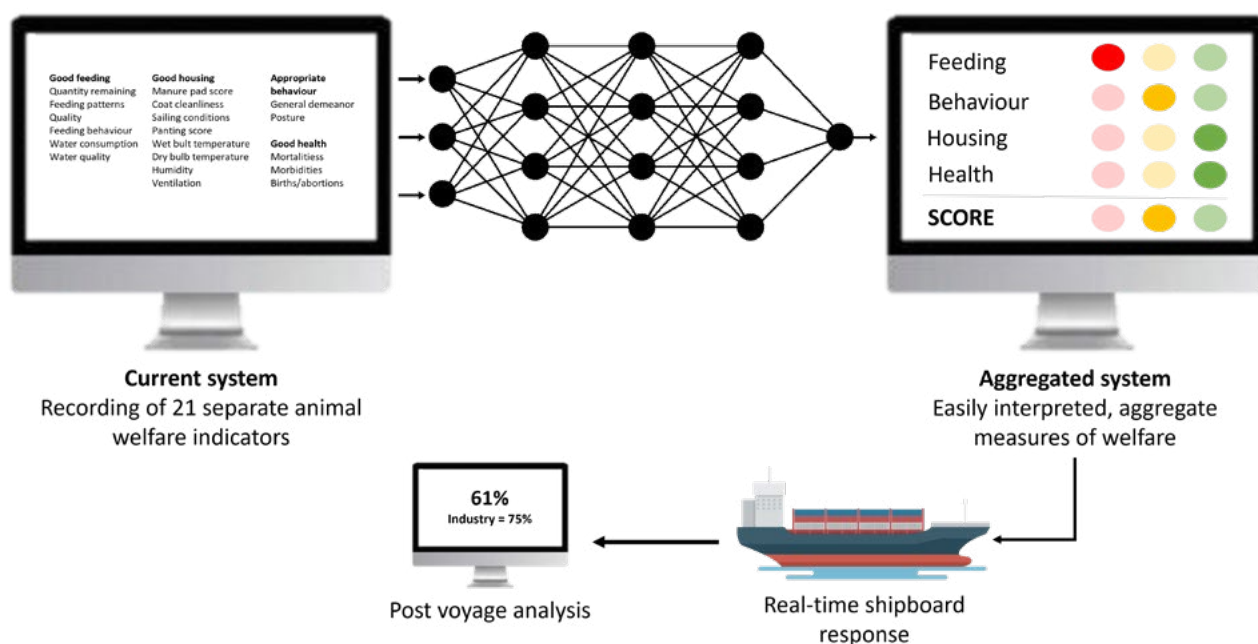 Good feeding
Quantity remaining
Feeding patterns
Quality
Feeding behaviour
Water consumption
Water quality
Good housing
Manure pad score
Coat cleanliness
Sailing conditions
Panting score
Wet bult temperature
Dry bulb temperature
Humidity
Ventilation
Appropriate
behaviour
General demeanor
Posture
Good health
Mortalitiess
Morbidities
Births/abortions
Feeding
Behaviour
Housing
Health
SCORE
Current system
Recording of 21 separate animal
welfare indicators
Aggregated system
Easily interpreted, aggregate
measures of welfare
61%
Industry = 75%
Post voyage analysis
Real-time shipboard
response